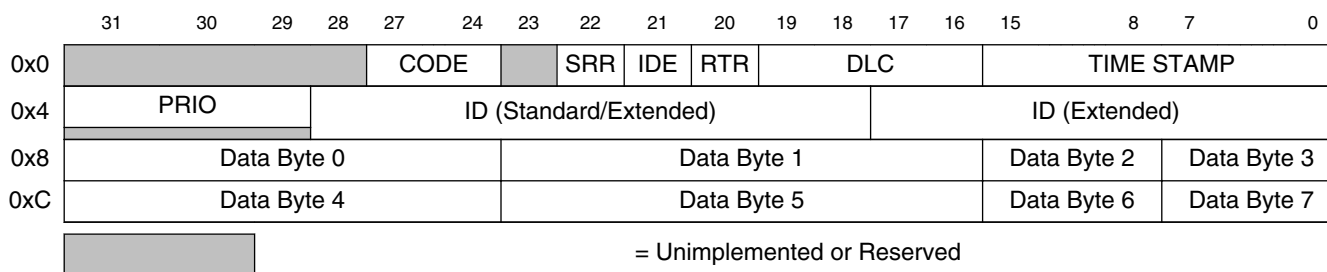 31 30 29 28 27 24 23 22 21 20 19 18 17 16 15 8 7 0
0x0 CODE SRR IDE RTR DLC TIME STAMP
0x4 PRIO ID (Standard/Extended) ID (Extended)
0x8 Data Byte 0 Data Byte 1 Data Byte 2 Data Byte 3
0xC Data Byte 4 Data Byte 5 Data Byte 6 Data Byte 7
= Unimplemented or Reserved